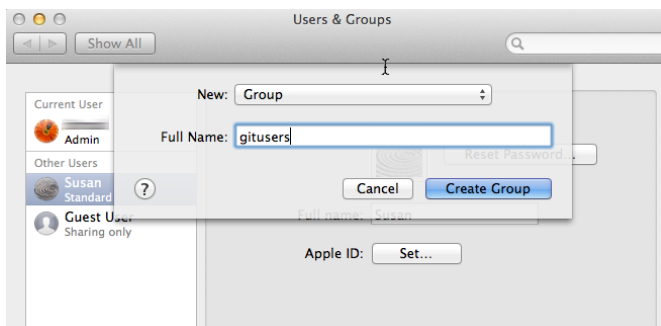 Users & Groups
Show All
New: Group
Full Name: gitusers
Current User
Admin
Other Users
Susan
Standard
Guest User
Sharing only
Reset Password...
? Cancel Create Group
Full name: Susan
Apple ID: Set...